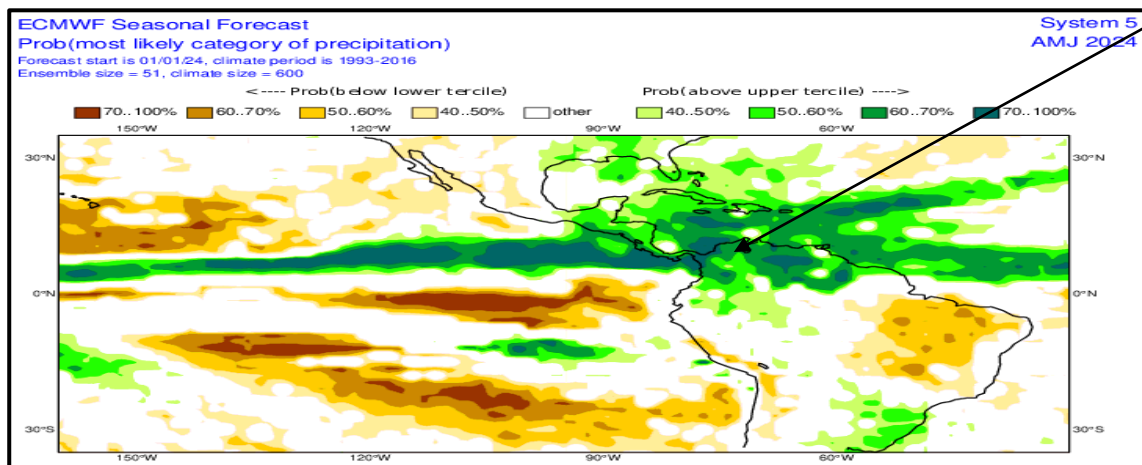 ECMWF Seasonal Forecast
System 5
Prob(most likely category of precipitation)
AMJ 2024
Forecast start is 01/01/24, climate period is 1993-2016
Ensemble size = 51, climate size = 600
<---- Prob(below lower tercile)
Prob(above upper tercile) ---->
70..100% 60..70% 50..60% 40..50% other 40..50% 50..60% 60..70% 70..100%
150°W 120°W 90°W 60°W
30°N 30°N
0°N 0°N
30°S 30°S
150°W 120°W 90°W 60°W